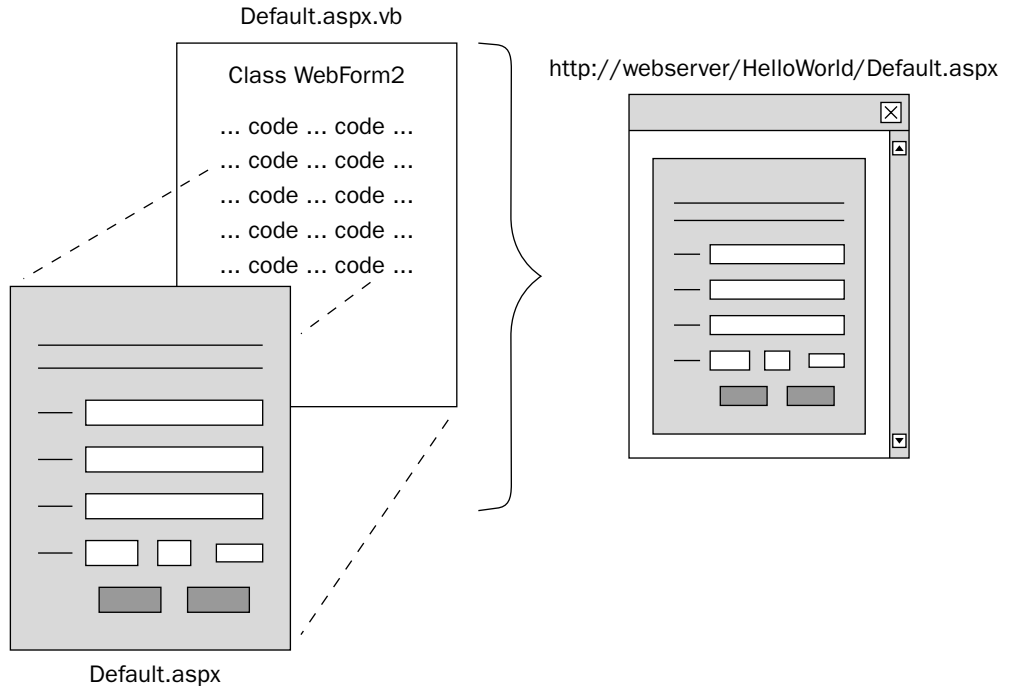 Default.aspx.vb
Class WebForm2
... code ... code ...
... code ... code ...
... code ... code ...
... code ... code ...
... code ... code ...
Default.aspx
http://webserver/HelloWorld/Default.aspx